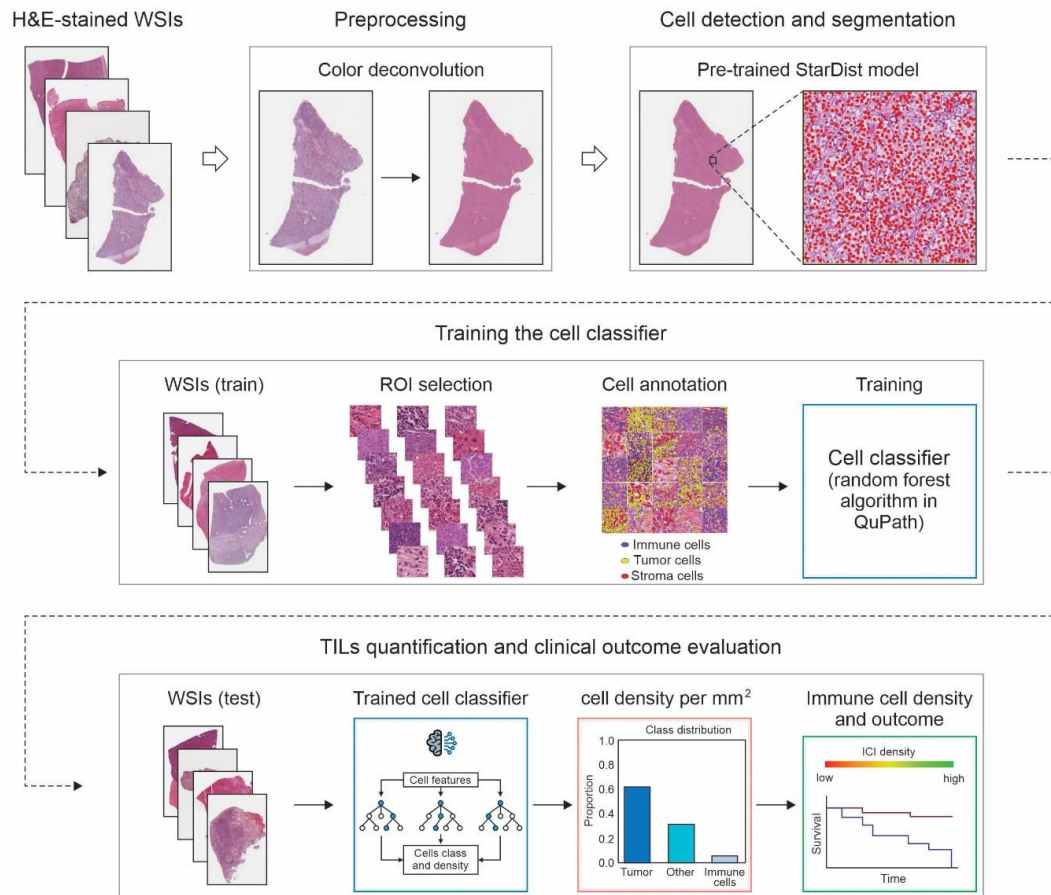 H&E-stained WSIs
Preprocessing
Cell detection and segmentation
Color deconvolution
Pre-trained StarDist model
Training the cell classifier
WSIs (train)
ROI selection
Cell annotation
Training
Cell classifier
(random forest
algorithm in
QuPath)
Immune cells
Tumor cells
Stroma cells
TILs quantification and clinical outcome evaluation
WSIs (test)
Trained cell classifier
cell density per mm²
Immune cell density
and outcome
Cell features
Cells class
and density
Class distribution
Proportion
1.0
0.8
0.6
0.4
0.2
0.0
Tumor
Other
Immune
cells
ICI density
low
high
Survival
Time